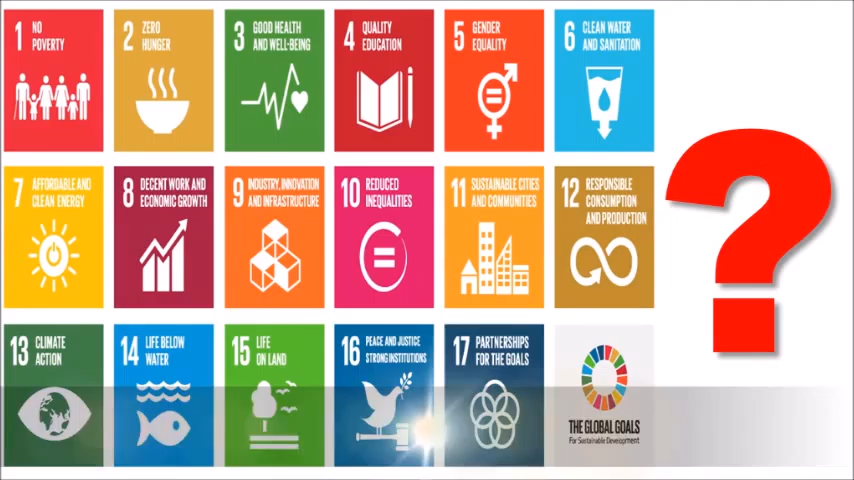 1 NO
POVERTY
2 ZERO
HUNGER
3 GOOD HEALTH
AND WELL-BEING
4 QUALITY
EDUCATION
5 GENDER
EQUALITY
6 CLEAN WATER
AND SANITATION
7 AFFORDABLE AND
CLEAN ENERGY
8 DECENT WORK AND
ECONOMIC GROWTH
9 INDUSTRY, INNOVATION
AND INFRASTRUCTURE
10 REDUCED
INEQUALITIES
11 SUSTAINABLE CITIES
AND COMMUNITIES
12 RESPONSIBLE
CONSUMPTION
AND PRODUCTION
?
13 CLIMATE
ACTION
14 LIFE BELOW
WATER
15 LIFE
ON LAND
16 PEACE AND JUSTICE
STRONG INSTITUTIONS
17 PARTNERSHIPS
FOR THE GOALS
THE GLOBAL GOALS
For Sustainable Development